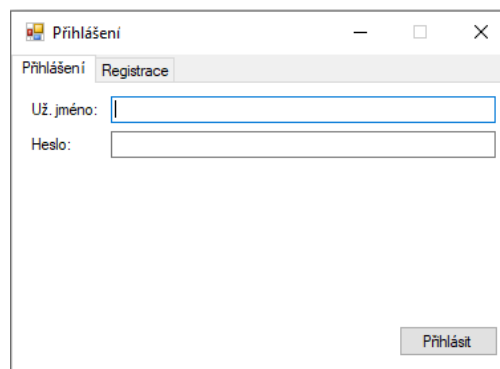 Přihlášení
Přihlášení Registrace
Už. jméno:
Heslo:
Přihlásit